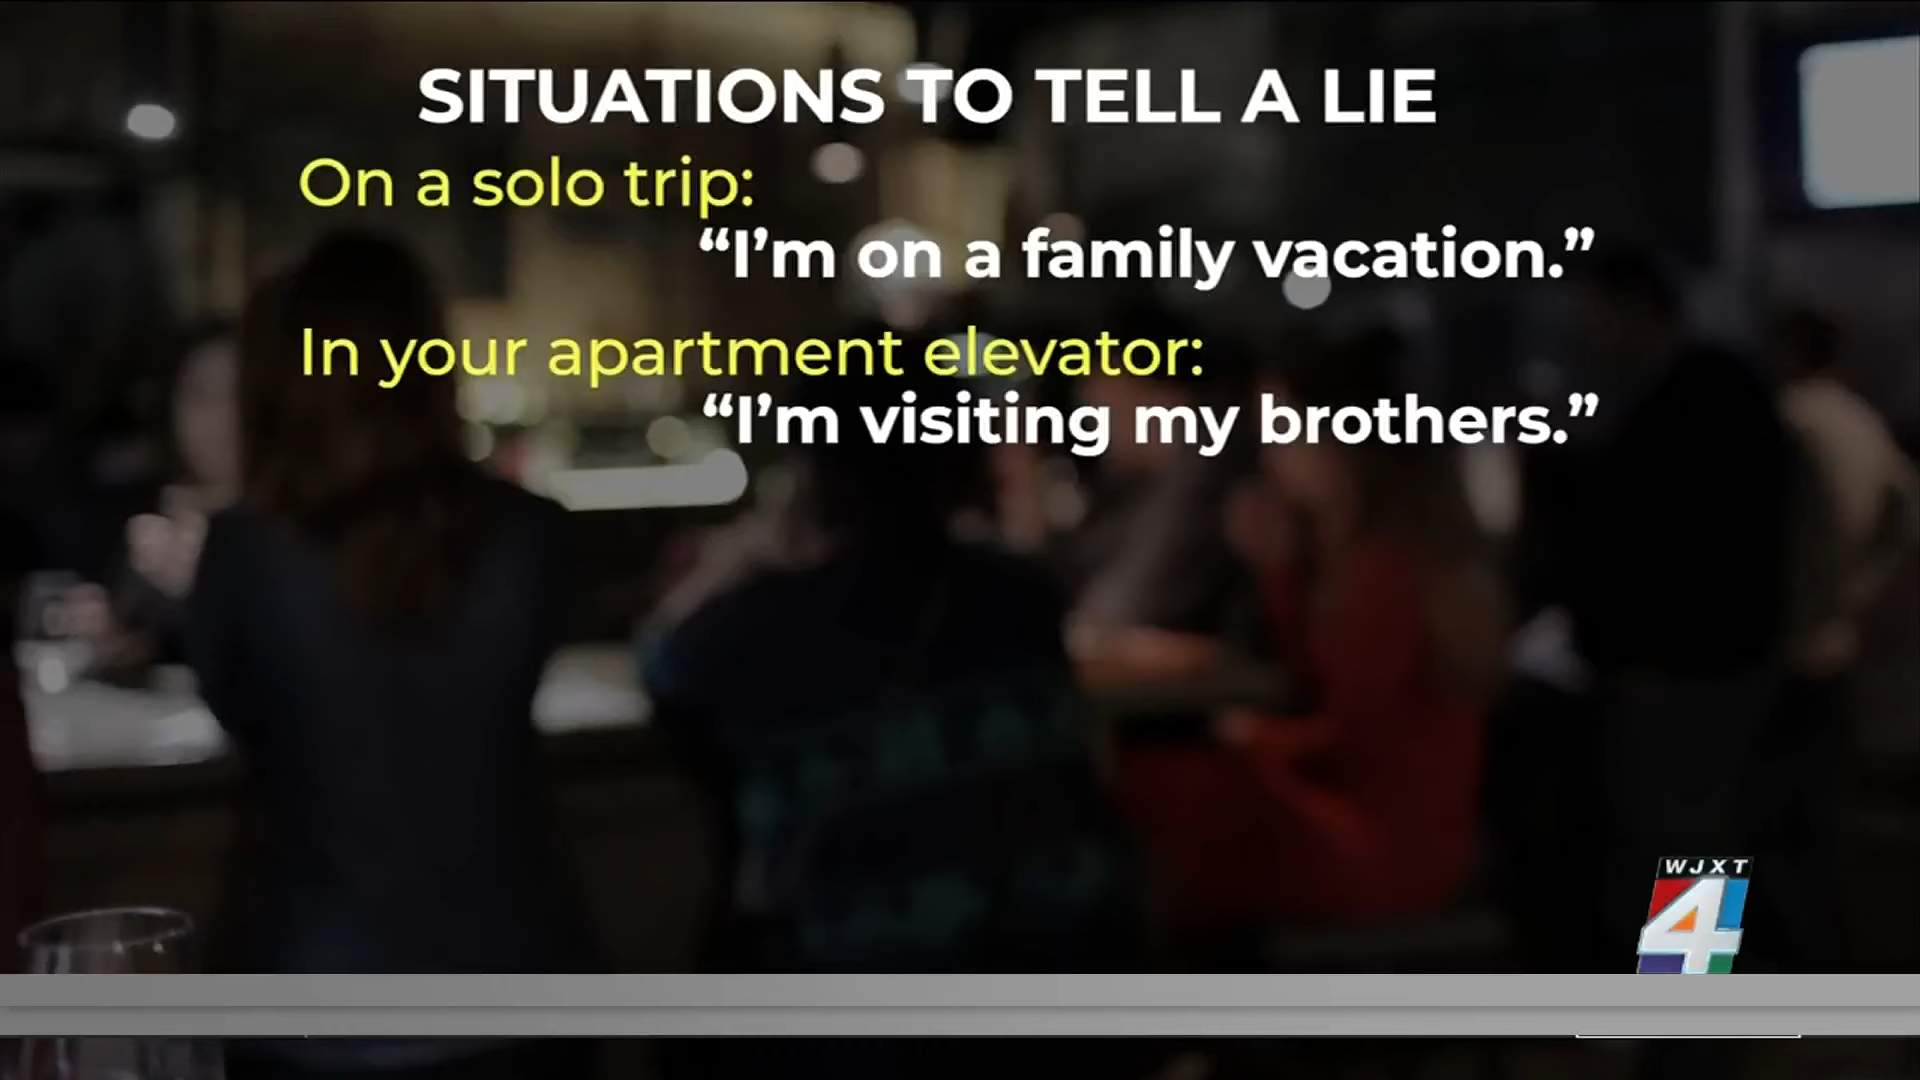 SITUATIONS TO TELL A LIE
On a solo trip:
“I’m on a family vacation.”
In your apartment elevator:
“I’m visiting my brothers.”
WJXT
4